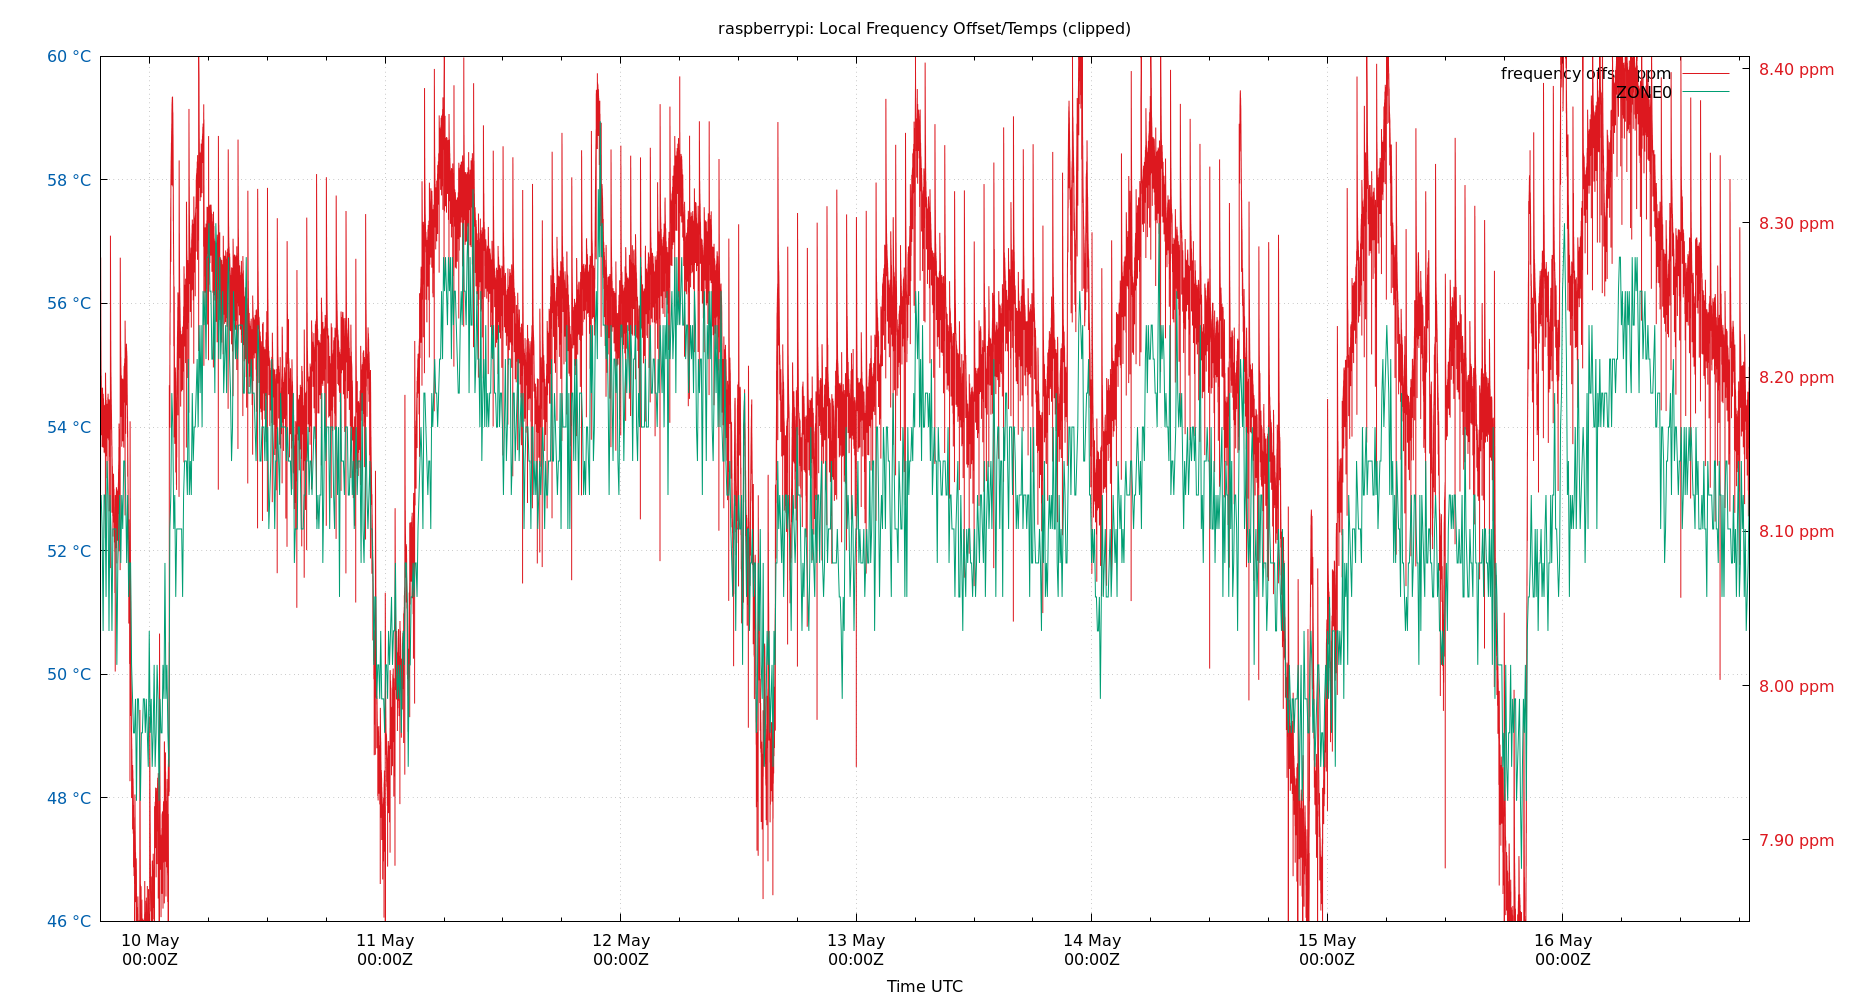 raspberrypi: Local Frequency Offset/Temps (clipped)
60 °C
58 °C
56 °C
54 °C
52 °C
50 °C
48 °C
46 °C
frequency offset ppm
ZONE0
8.40 ppm
8.30 ppm
8.20 ppm
8.10 ppm
8.00 ppm
7.90 ppm
10 May 11 May 12 May 13 May 14 May 15 May 16 May
00:00Z 00:00Z 00:00Z 00:00Z 00:00Z 00:00Z 00:00Z
Time UTC